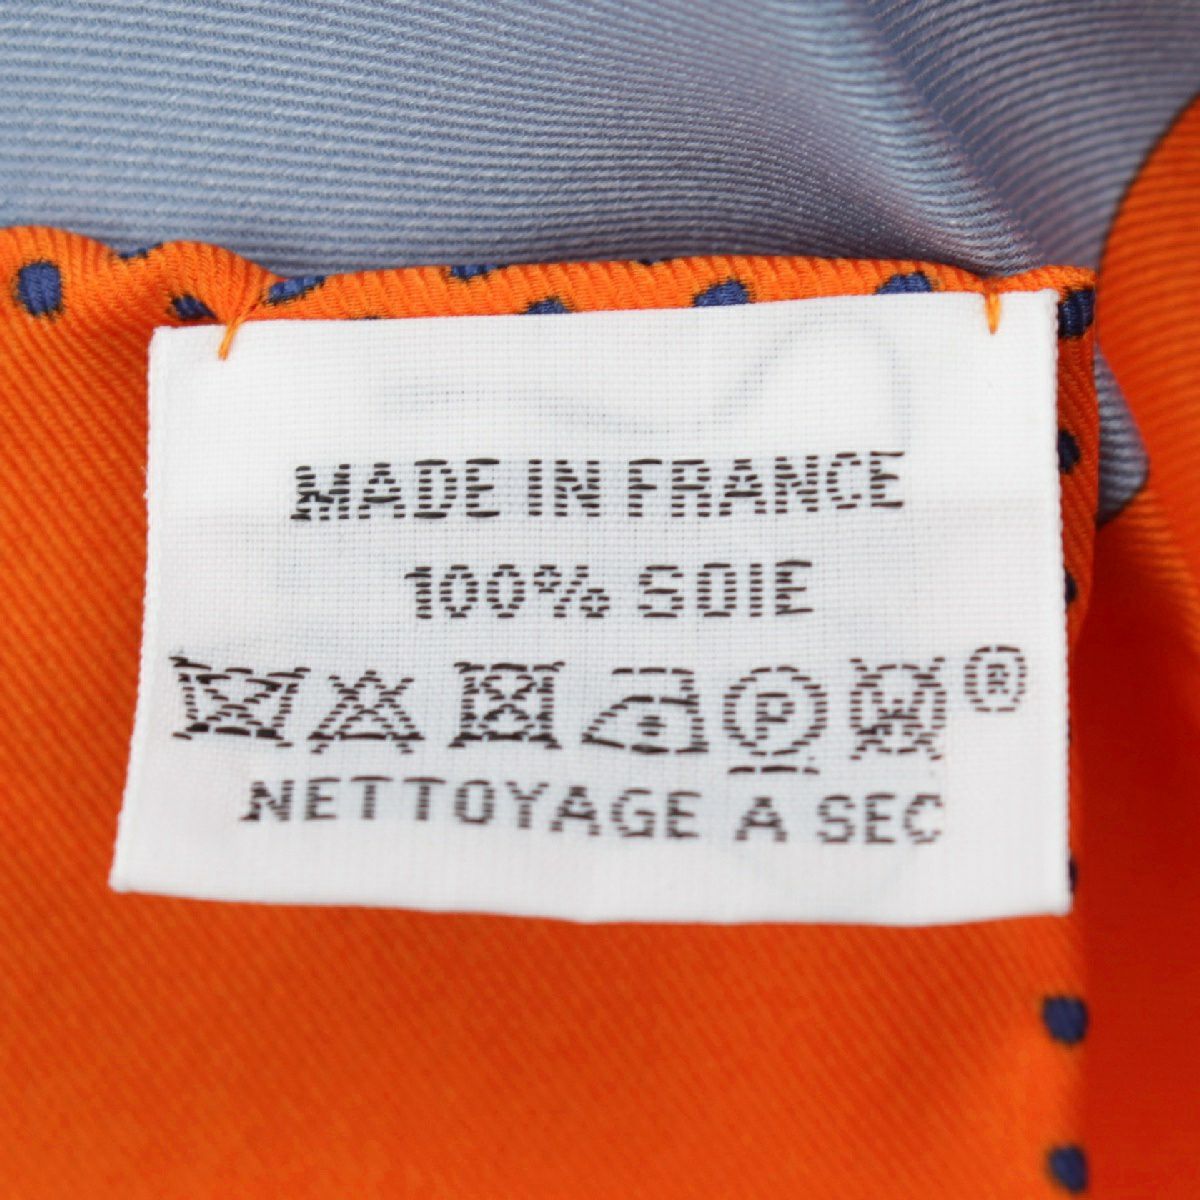 MADE IN FRANCE
100% SOIE
P ®
NETTOYAGE A SEC